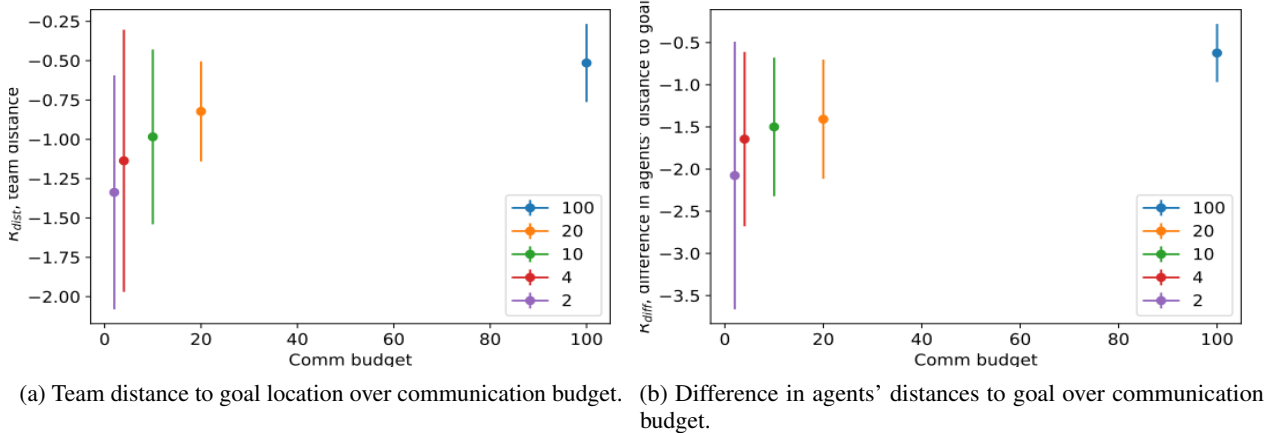 −0.25
−0.50
−0.75
−1.00
−1.25
−1.50
−1.75
−2.00
dist, team distance
0 20 40 60 80 100
Comm budget
100
20
10
4
2
−0.5
−1.0
−1.5
−2.0
−2.5
−3.0
−3.5
diff, difference in agents' distance to goal
0 20 40 60 80 100
Comm budget
100
20
10
4
2
(a) Team distance to goal location over communication budget.
(b) Difference in agents’ distances to goal over communication
budget.